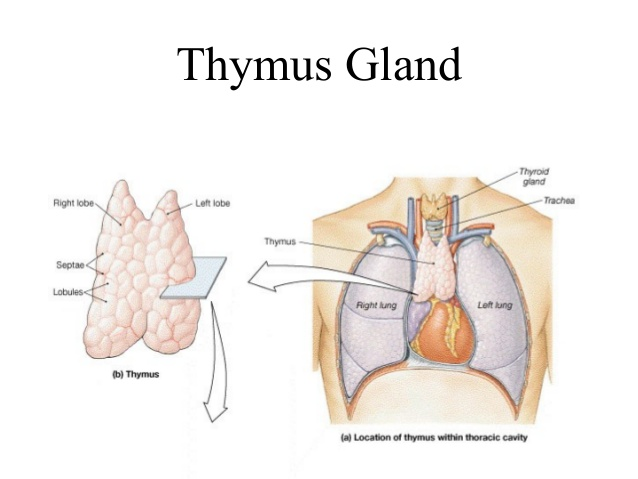 Thymus Gland
Right lobe
Left lobe
Septae
Lobules
(b) Thymus
Thyroid
gland
Trachea
Thymus
Right lung
Left lung
(a) Location of thymus within thoracic cavity